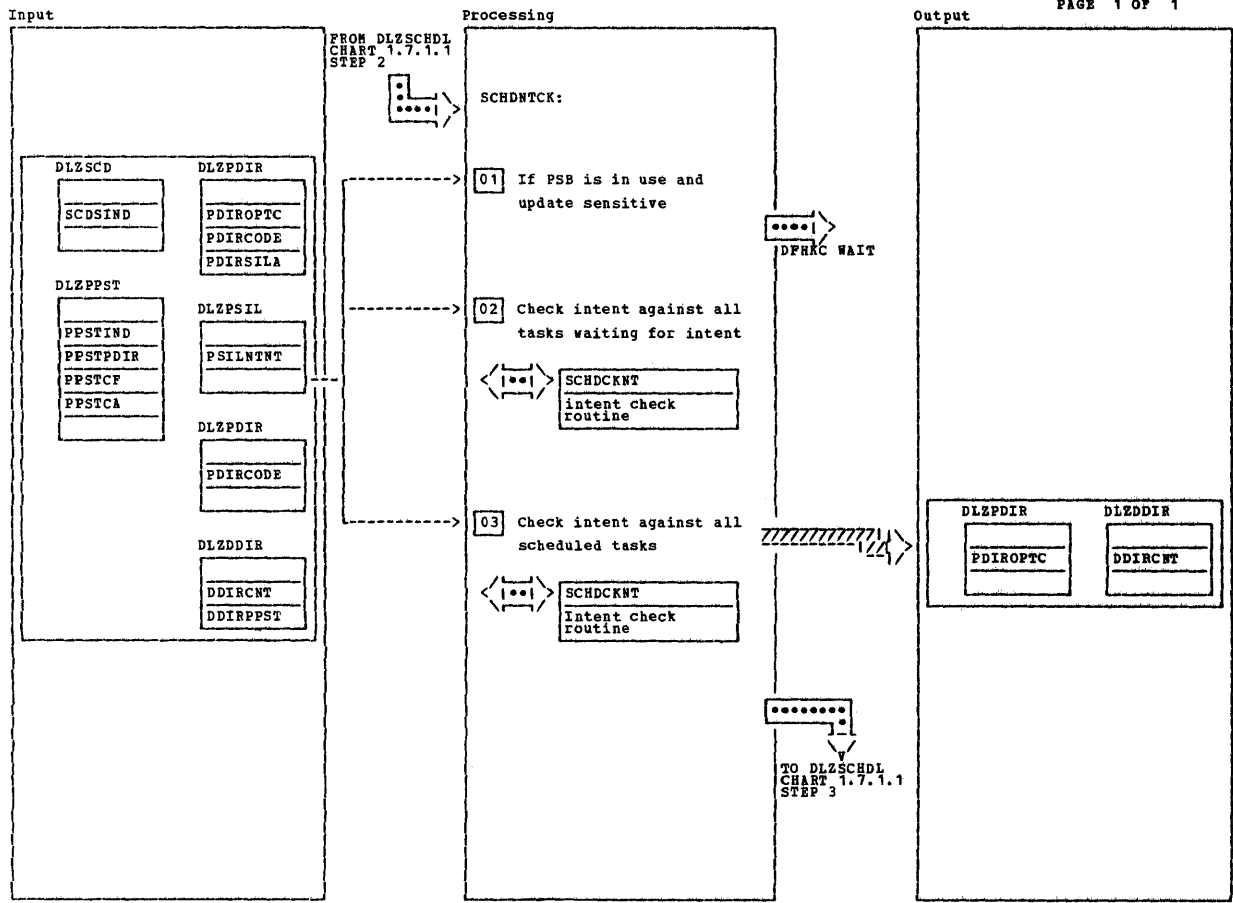 PAGE 1 OF 1
Input
Processing
Output
FROM DLZSCHDL
CHART 1.7.1.1
STEP 2
SCHDNTCK:
DLZSCD
SCDSIND
DLZPDIR
PDIROPTC
PDIRCODE
PDIRSILA
DLZPPST
PPSTIND
PPSTPDIR
PPSTCF
PPSTCA
DLZPSIL
PSILNTNT
DLZPDIR
PDIRCODE
DLZDDIR
DDIRCNT
DDIRPPST
01 If PSB is in use and
update sensitive
DFHKC WAIT
02 Check intent against all
tasks waiting for intent
SCHDCKNT
intent check
routine
03 Check intent against all
scheduled tasks
SCHDCKNT
Intent check
routine
DLZPDIR
PDIROPTC
DLZDDIR
DDIRCNT
TO DLZSCHDL
CHART 1.7.1.1
STEP 3